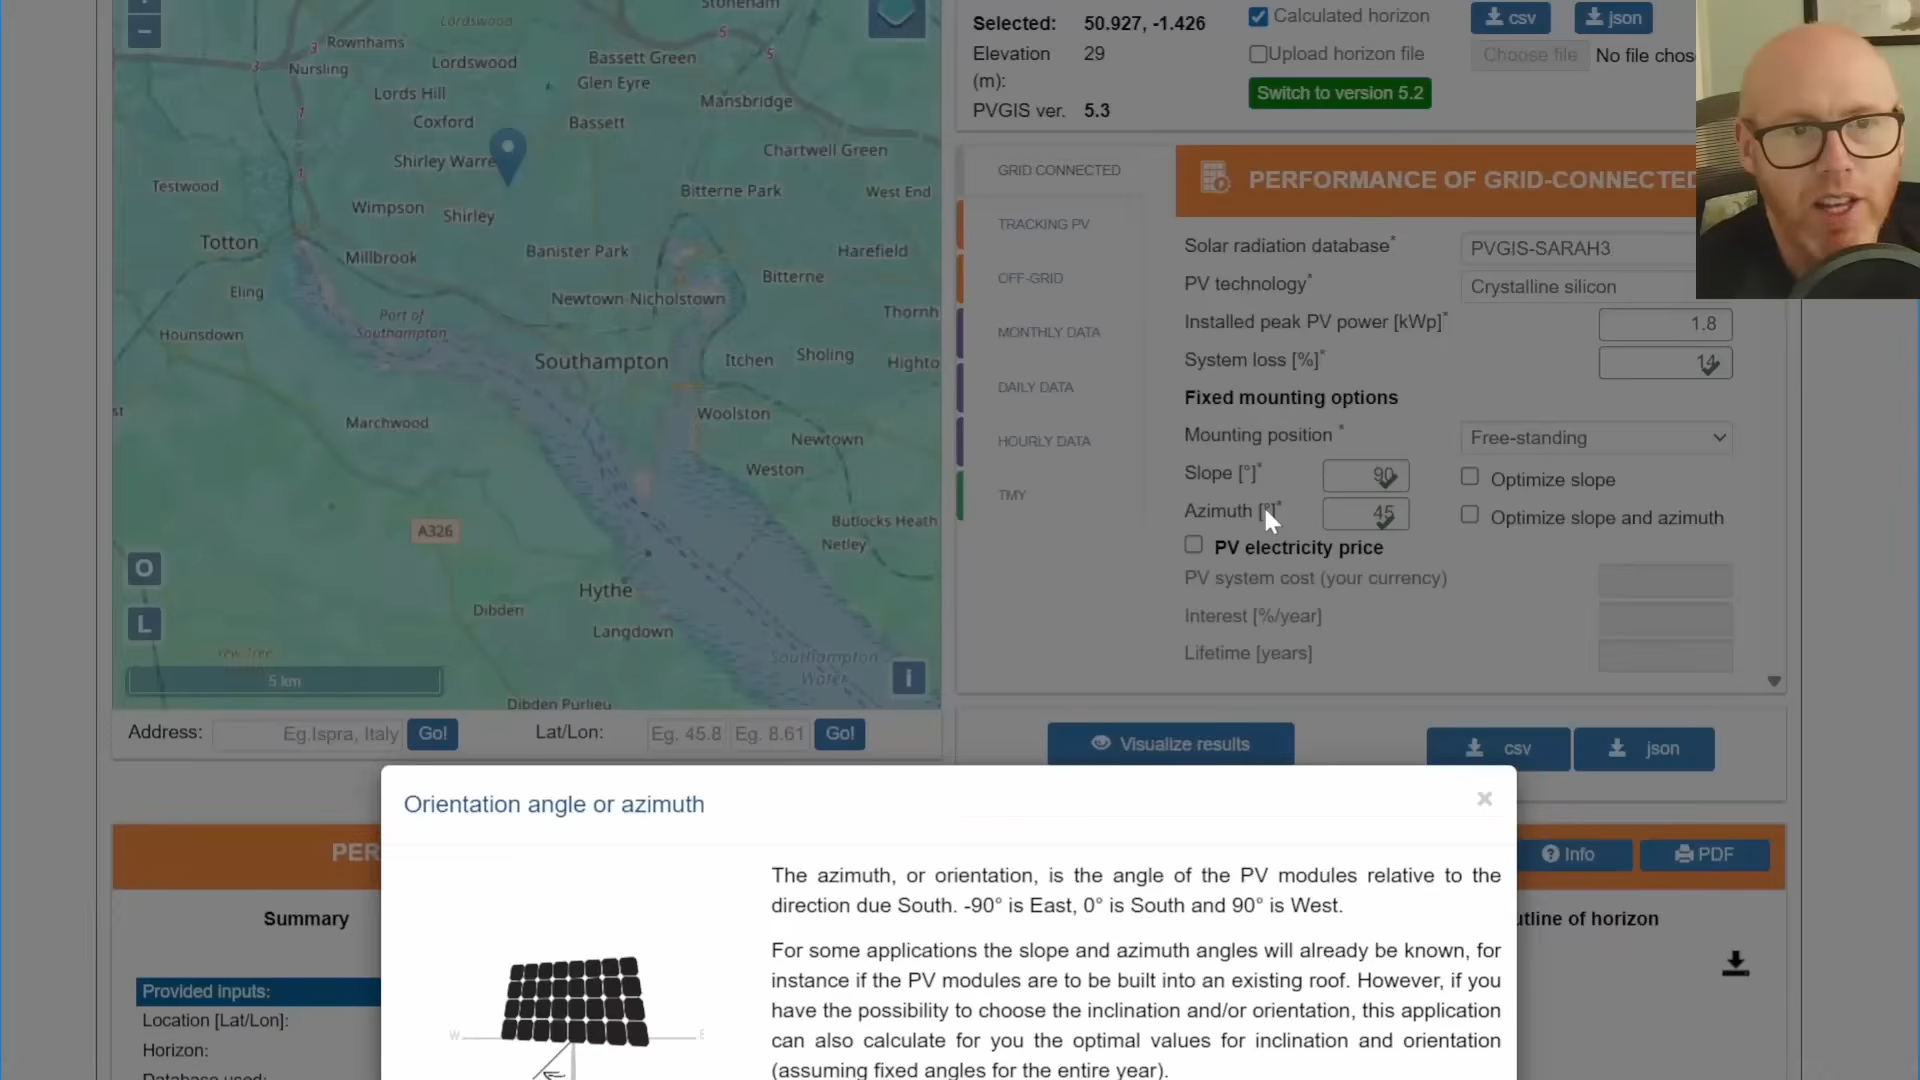 Stoneham
Lordswood
Rownhams
Nursling
Lordswood
Bassett Green
Glen Eyre
Lords Hill
Mansbridge
Coxford
Bassett
Chartwell Green
Shirley Warre
Testwood
Bitterne Park
West End
Wimpson
Shirley
Totton
Banister Park
Harefield
Millbrook
Bitterne
Eling
Newtown-Nicholstown
Thornh
Port of
Southampton
Hounsdown
Southampton
Itchen
Sholing
Highto
Woolston
Marchwood
Newtown
Weston
A326
Butlocks Heath
Netley
Hythe
Dibden
Langdown
Yew Tree
Southampton
Water
Dibden Purlieu
O
L
i
5 km
Address: Eg.Ispra, Italy Go! Lat/Lon: Eg. 45.8 Eg. 8.61 Go!
Selected: 50.927, -1.426
Elevation 29
(m):
PVGIS ver. 5.3
Calculated horizon csv json
Upload horizon file Choose file No file chos
Switch to version 5.2
GRID CONNECTED
TRACKING PV
OFF-GRID
MONTHLY DATA
DAILY DATA
HOURLY DATA
TMY
PERFORMANCE OF GRID-CONNECTED
Solar radiation database* PVGIS-SARAH3
PV technology* Crystalline silicon
Installed peak PV power [kWp]* 1.8
System loss [%]* 14
Fixed mounting options
Mounting position * Free-standing
Slope [°]* 90 Optimize slope
Azimuth [°]* 45 Optimize slope and azimuth
PV electricity price
PV system cost (your currency)
Interest [%/year]
Lifetime [years]
Visualize results csv json
Orientation angle or azimuth ×
The azimuth, or orientation, is the angle of the PV modules relative to the
direction due South. -90° is East, 0° is South and 90° is West.
For some applications the slope and azimuth angles will already be known, for
instance if the PV modules are to be built into an existing roof. However, if you
have the possibility to choose the inclination and/or orientation, this application
can also calculate for you the optimal values for inclination and orientation
(assuming fixed angles for the entire year).
W E
PER
Info PDF
Summary
utline of horizon
Provided inputs:
Location [Lat/Lon]:
Horizon:
Database used: